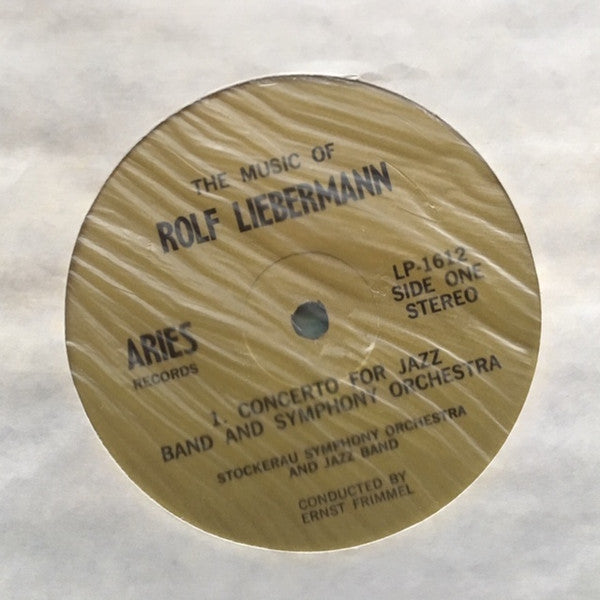 THE MUSIC OF
ROLF LIEBERMANN
LP-1612
SIDE ONE
STEREO
ARIES
RECORDS
1. CONCERTO FOR JAZZ
BAND AND SYMPHONY ORCHESTRA
STOCKERAU SYMPHONY ORCHESTRA
AND JAZZ BAND
CONDUCTED BY
ERNST FRIMMEL